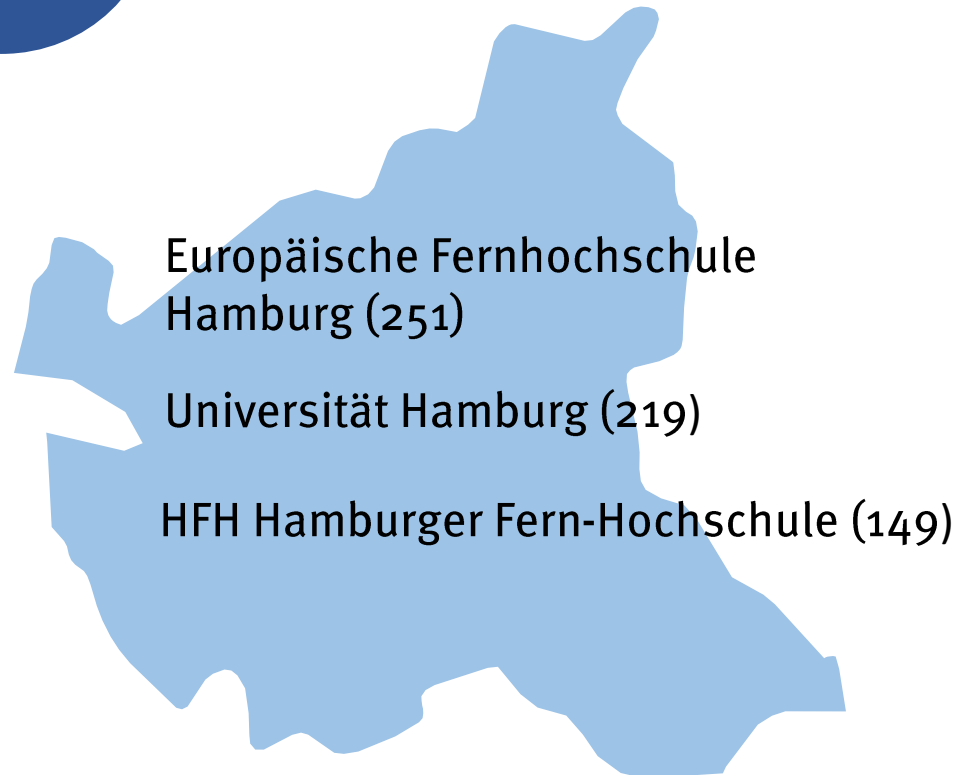 Europäische Fernhochschule
Hamburg (251)
Universität Hamburg (219)
HFH Hamburger Fern-Hochschule (149)